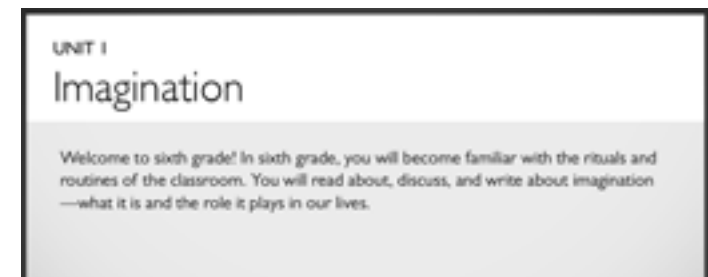 UNIT 1
Imagination
Welcome to sixth grade! In sixth grade, you will become familiar with the rituals and
routines of the classroom. You will read about, discuss, and write about imagination
—what it is and the role it plays in our lives.